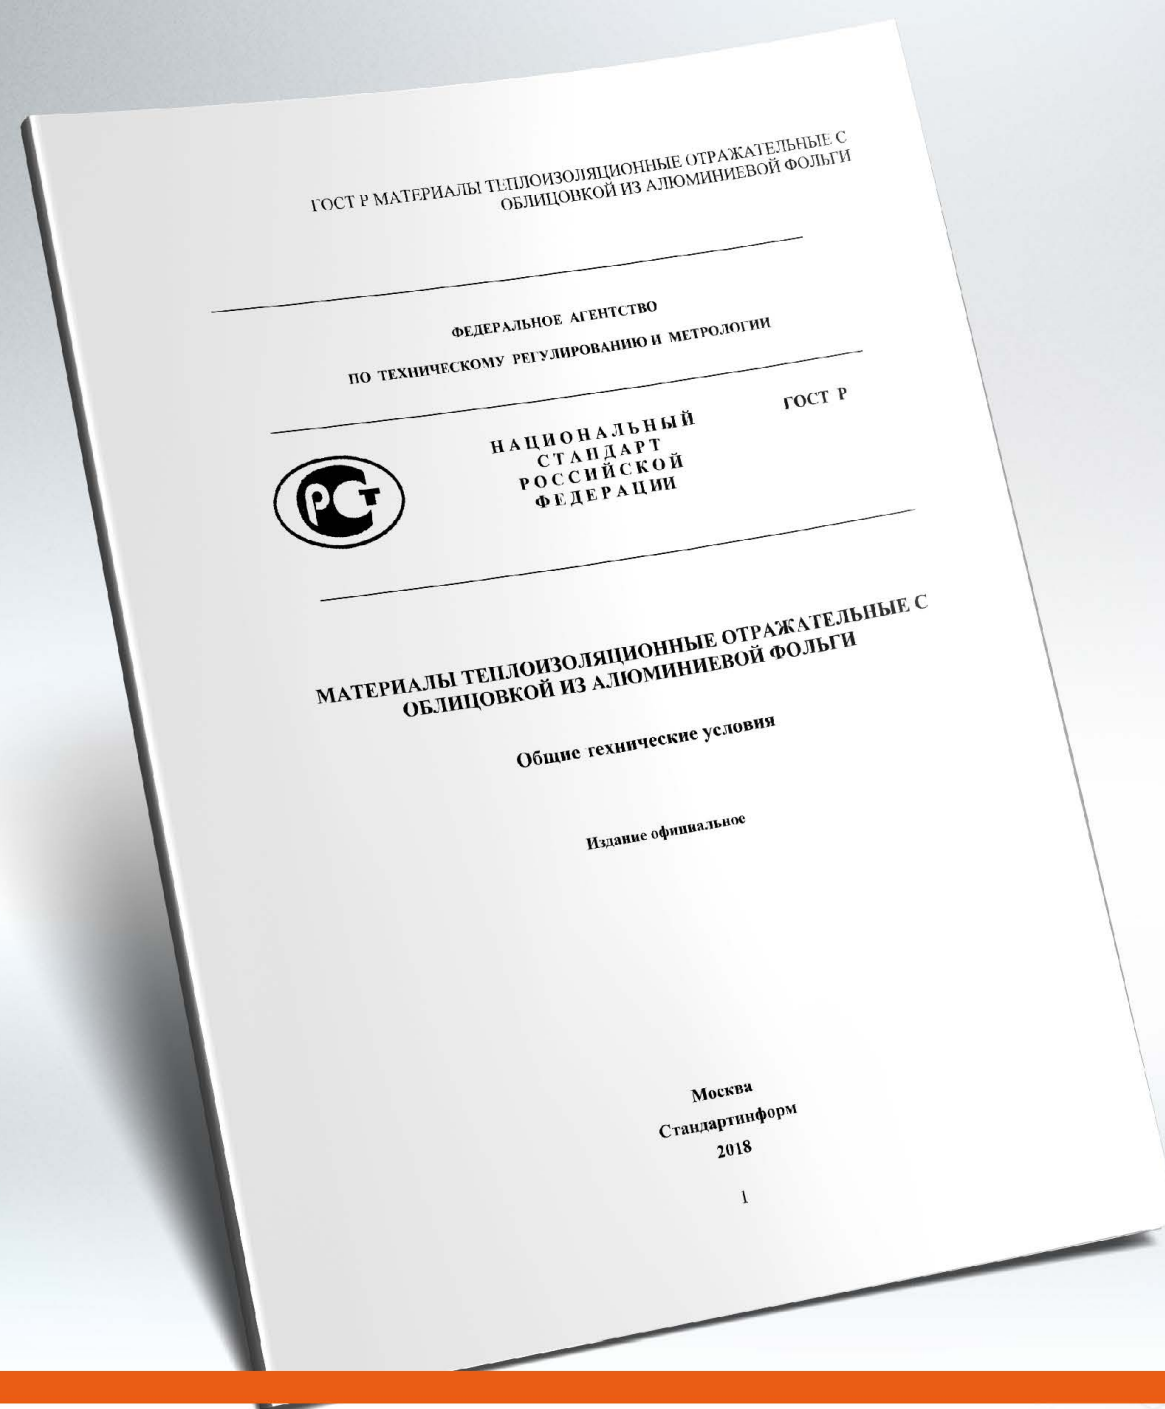 ГОСТ Р МАТЕРИАЛЫ ТЕПЛОИЗОЛЯЦИОННЫЕ ОТРАЖАТЕЛЬНЫЕ С
ОБЛИЦОВКОЙ ИЗ АЛЮМИНИЕВОЙ ФОЛЬГИ
ФЕДЕРАЛЬНОЕ АГЕНТСТВО
ПО ТЕХНИЧЕСКОМУ РЕГУЛИРОВАНИЮ И МЕТРОЛОГИИ
НАЦИОНАЛЬНЫЙ
СТАНДАРТ
РОССИЙСКОЙ
ФЕДЕРАЦИИ
ГОСТ Р
РСТ
МАТЕРИАЛЫ ТЕПЛОИЗОЛЯЦИОННЫЕ ОТРАЖАТЕЛЬНЫЕ С
ОБЛИЦОВКОЙ ИЗ АЛЮМИНИЕВОЙ ФОЛЬГИ
Общие технические условия
Издание официальное
Москва
Стандартинформ
2018
1